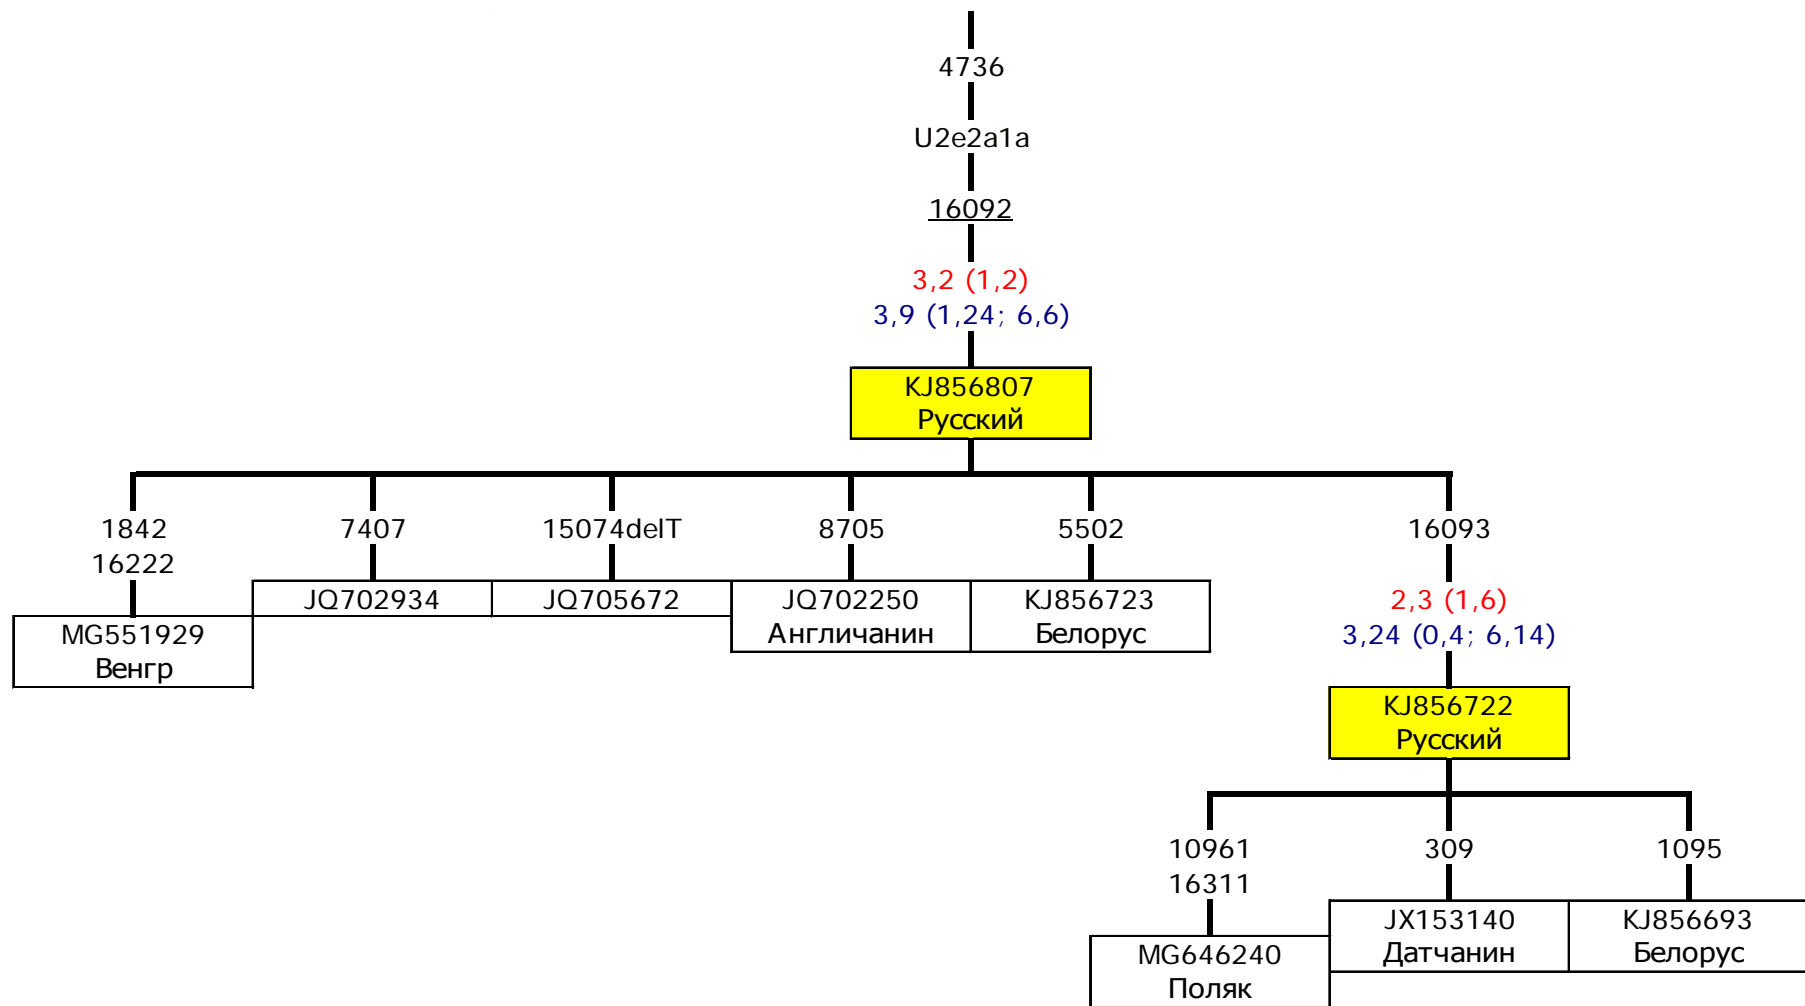 4736
U2e2a1a
16092
3,2 (1,2)
3,9 (1,24; 6,6)
KJ856807
Русский
1842
16222
7407
15074delT
8705
5502
16093
MG551929
Венгр
JQ702934
JQ705672
JQ702250
Англичанин
KJ856723
Белорус
2,3 (1,6)
3,24 (0,4; 6,14)
KJ856722
Русский
10961
16311
309
1095
MG646240
Поляк
JX153140
Датчанин
KJ856693
Белорус